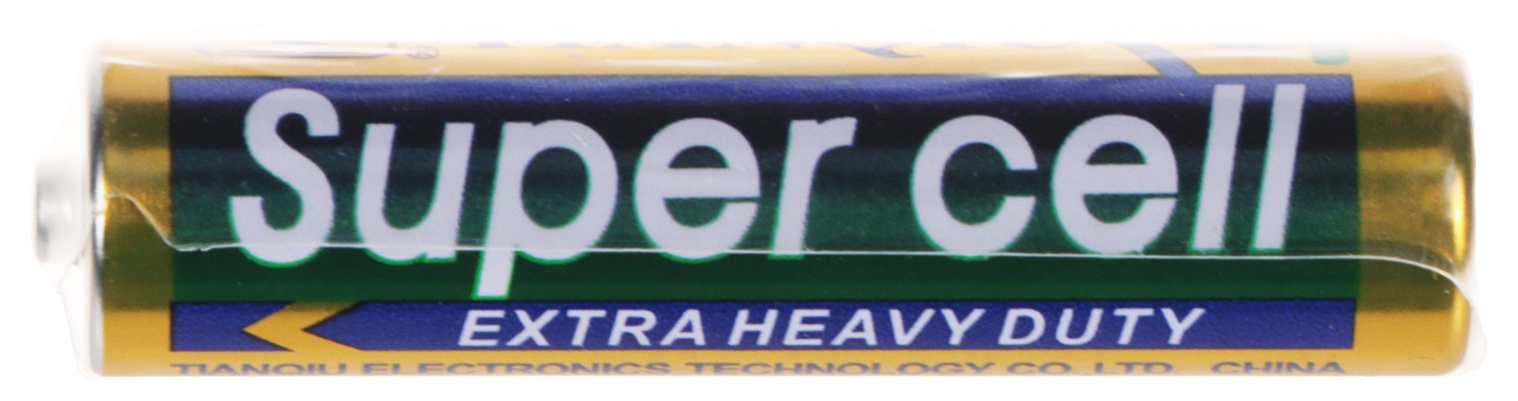 Super cell
EXTRA HEAVY DUTY
TIANQIU ELECTRONICS TECHNOLOGY CO.,LTD. CHINA